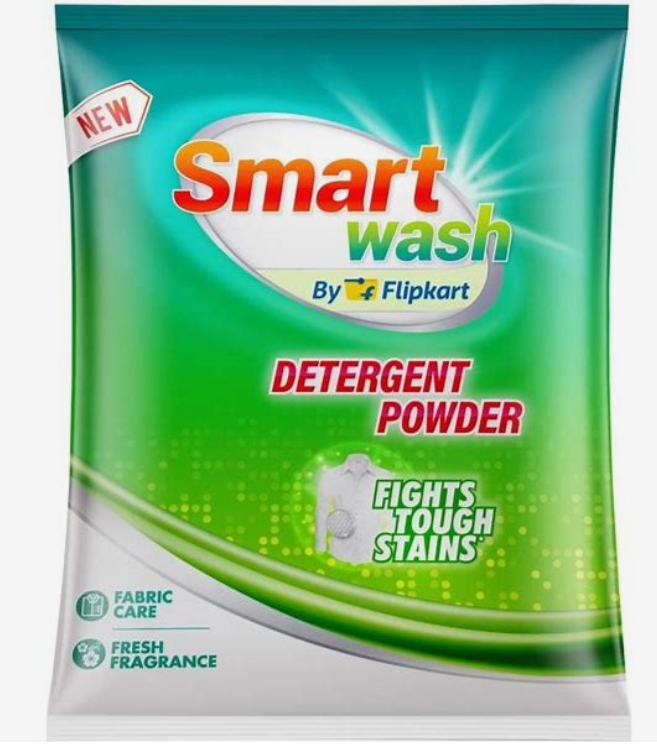 NEW
Smart
wash
By Flipkart
DETERGENT
POWDER
FIGHTS
TOUGH
STAINS*
FABRIC
CARE
FRESH
FRAGRANCE